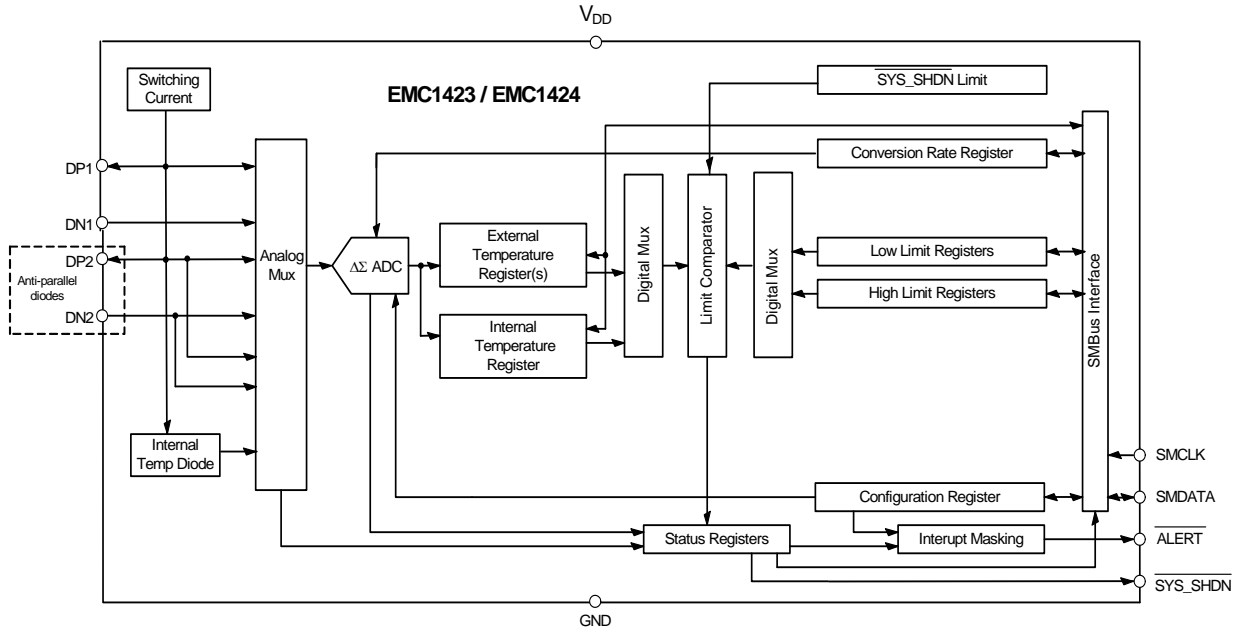 VDD
Switching
Current
EMC1423 / EMC1424
SYS_SHDN Limit
Conversion Rate Register
DP1
DN1
DP2
Anti-parallel
diodes
DN2
Analog
Mux
ΔΣ ADC
External
Temperature
Register(s)
Internal
Temperature
Register
Digital Mux
Limit Comparator
Digital Mux
Low Limit Registers
High Limit Registers
SMBus Interface
Internal
Temp Diode
SMCLK
Configuration Register
SMDATA
Status Registers
Interupt Masking
ALERT
SYS_SHDN
GND